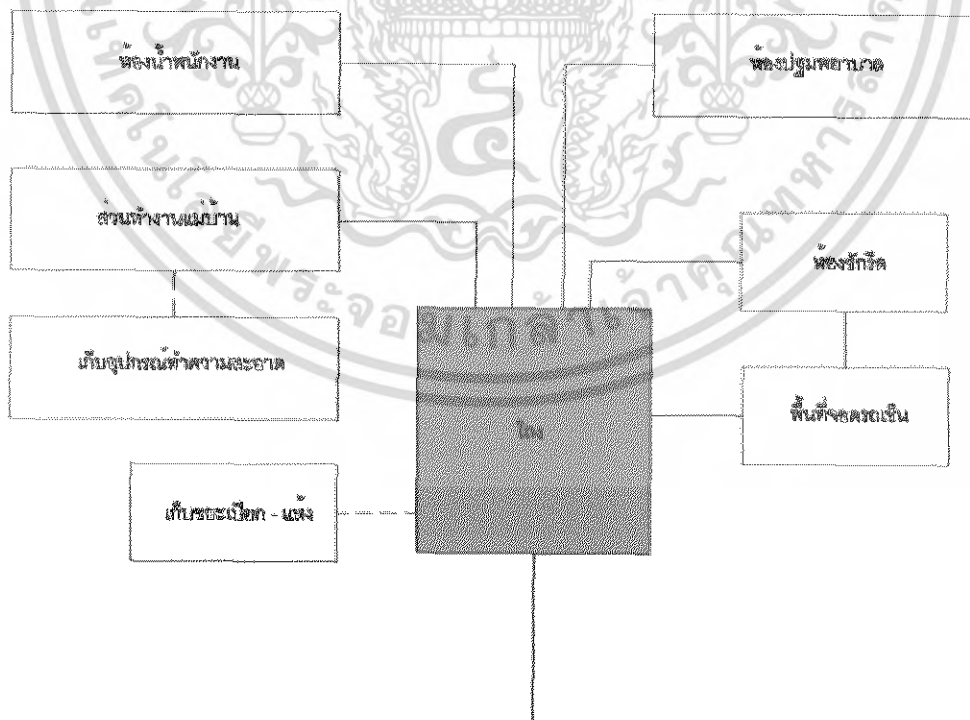 ห้องน้ำพนักงาน
ห้องปฐมพยาบาล
ส่วนทำงานแม่บ้าน
ห้องซักรีด
เก็บอุปกรณ์ทำความสะอาด
พื้นที่จอดรถเข็น
โถง
เก็บขยะเปียก - แห้ง